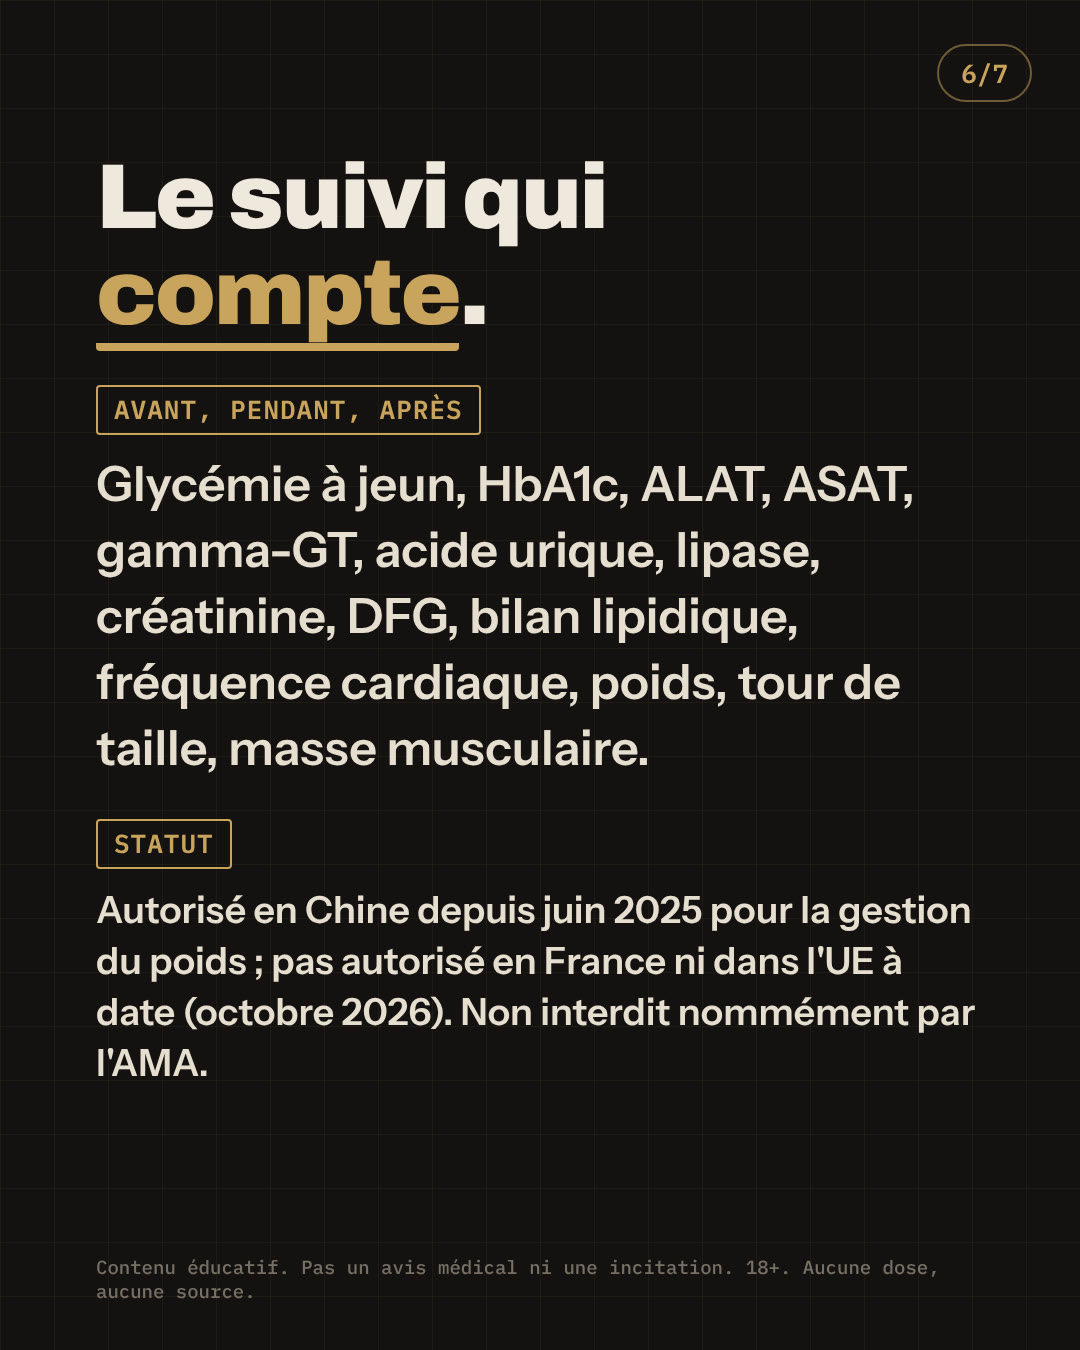 6/7
Le suivi qui
compte.
AVANT, PENDANT, APRÈS
Glycémie à jeun, HbA1c, ALAT, ASAT,
gamma-GT, acide urique, lipase,
créatinine, DFG, bilan lipidique,
fréquence cardiaque, poids, tour de
taille, masse musculaire.
STATUT
Autorisé en Chine depuis juin 2025 pour la gestion
du poids ; pas autorisé en France ni dans l'UE à
date (octobre 2026). Non interdit nommément par
l'AMA.
Contenu éducatif. Pas un avis médical ni une incitation. 18+. Aucune dose,
aucune source.